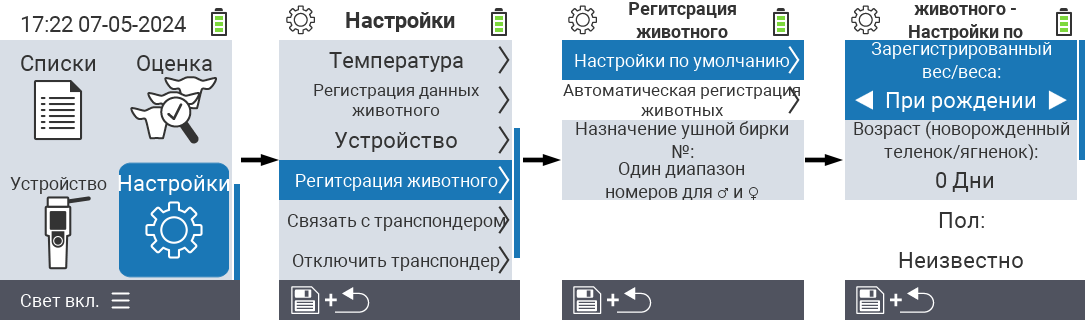 17:22 07-05-2024
Списки
Оценка
Устройство
Настройки
Свет вкл.
Настройки
Температура
Регистрация данных
животного
Устройство
Регитсрация животного
Связать с транспондером
Отключить транспондер
+
Регитсрация
животного
Настройки по умолчанию
Автоматическая регистрация
животных
Назначение ушной бирки
№:
Один диапазон
номеров для ♂ и ♀
+
животного -
Настройки по
Зарегистрированный
вес/веса:
При рождении
Возраст (новорожденный
теленок/ягненок):
0 Дни
Пол:
Неизвестно
+